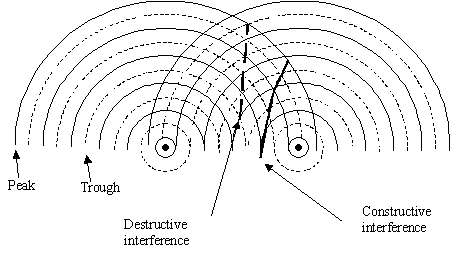 Peak
Trough
Destructive
interference
Constructive
interference